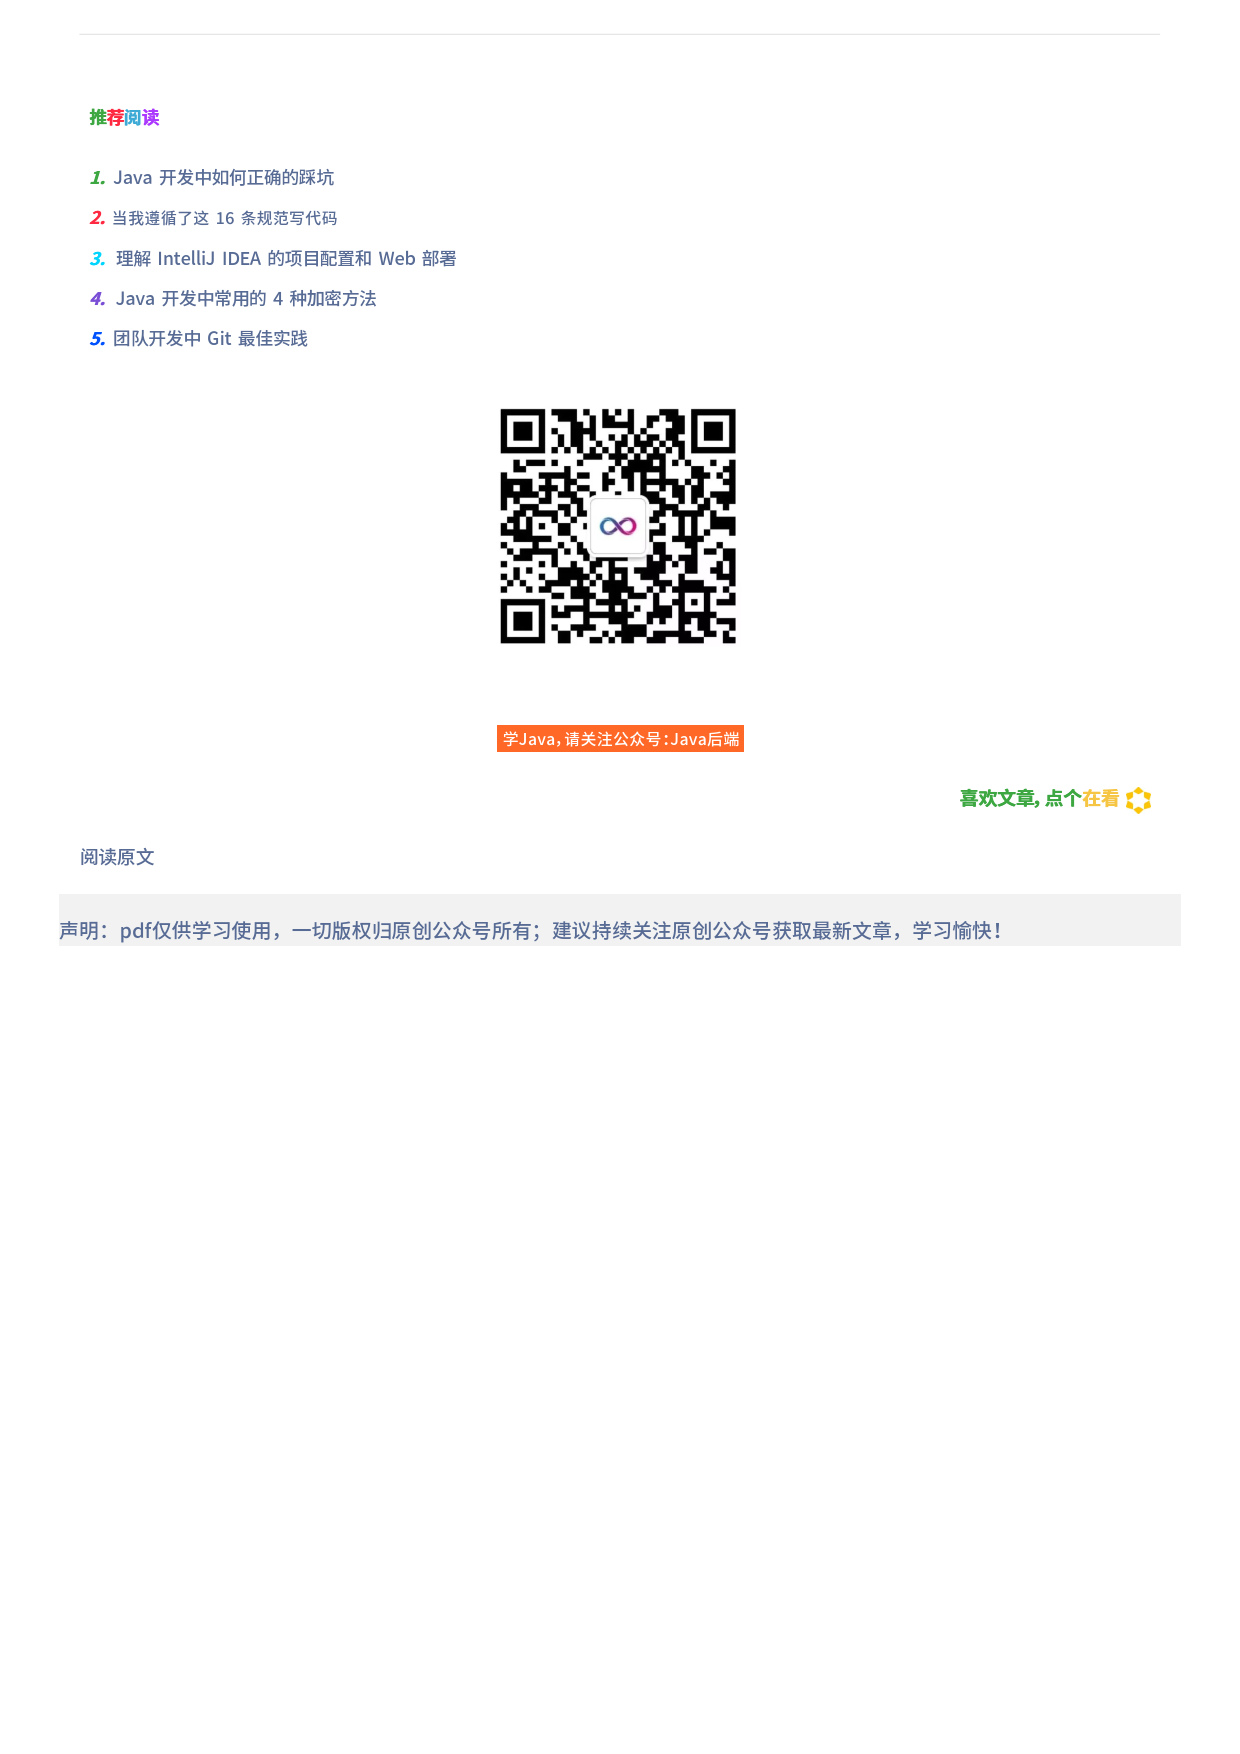 推荐阅读
1. Java 开发中如何正确的踩坑
2. 当我遵循了这 16 条规范写代码
3. 理解 IntelliJ IDEA 的项目配置和 Web 部署
4. Java 开发中常用的 4 种加密方法
5. 团队开发中 Git 最佳实践
学Java，请关注公众号：Java后端
喜欢文章，点个在看
阅读原文
声明：pdf仅供学习使用，一切版权归原创公众号所有；建议持续关注原创公众号获取最新文章，学习愉快！